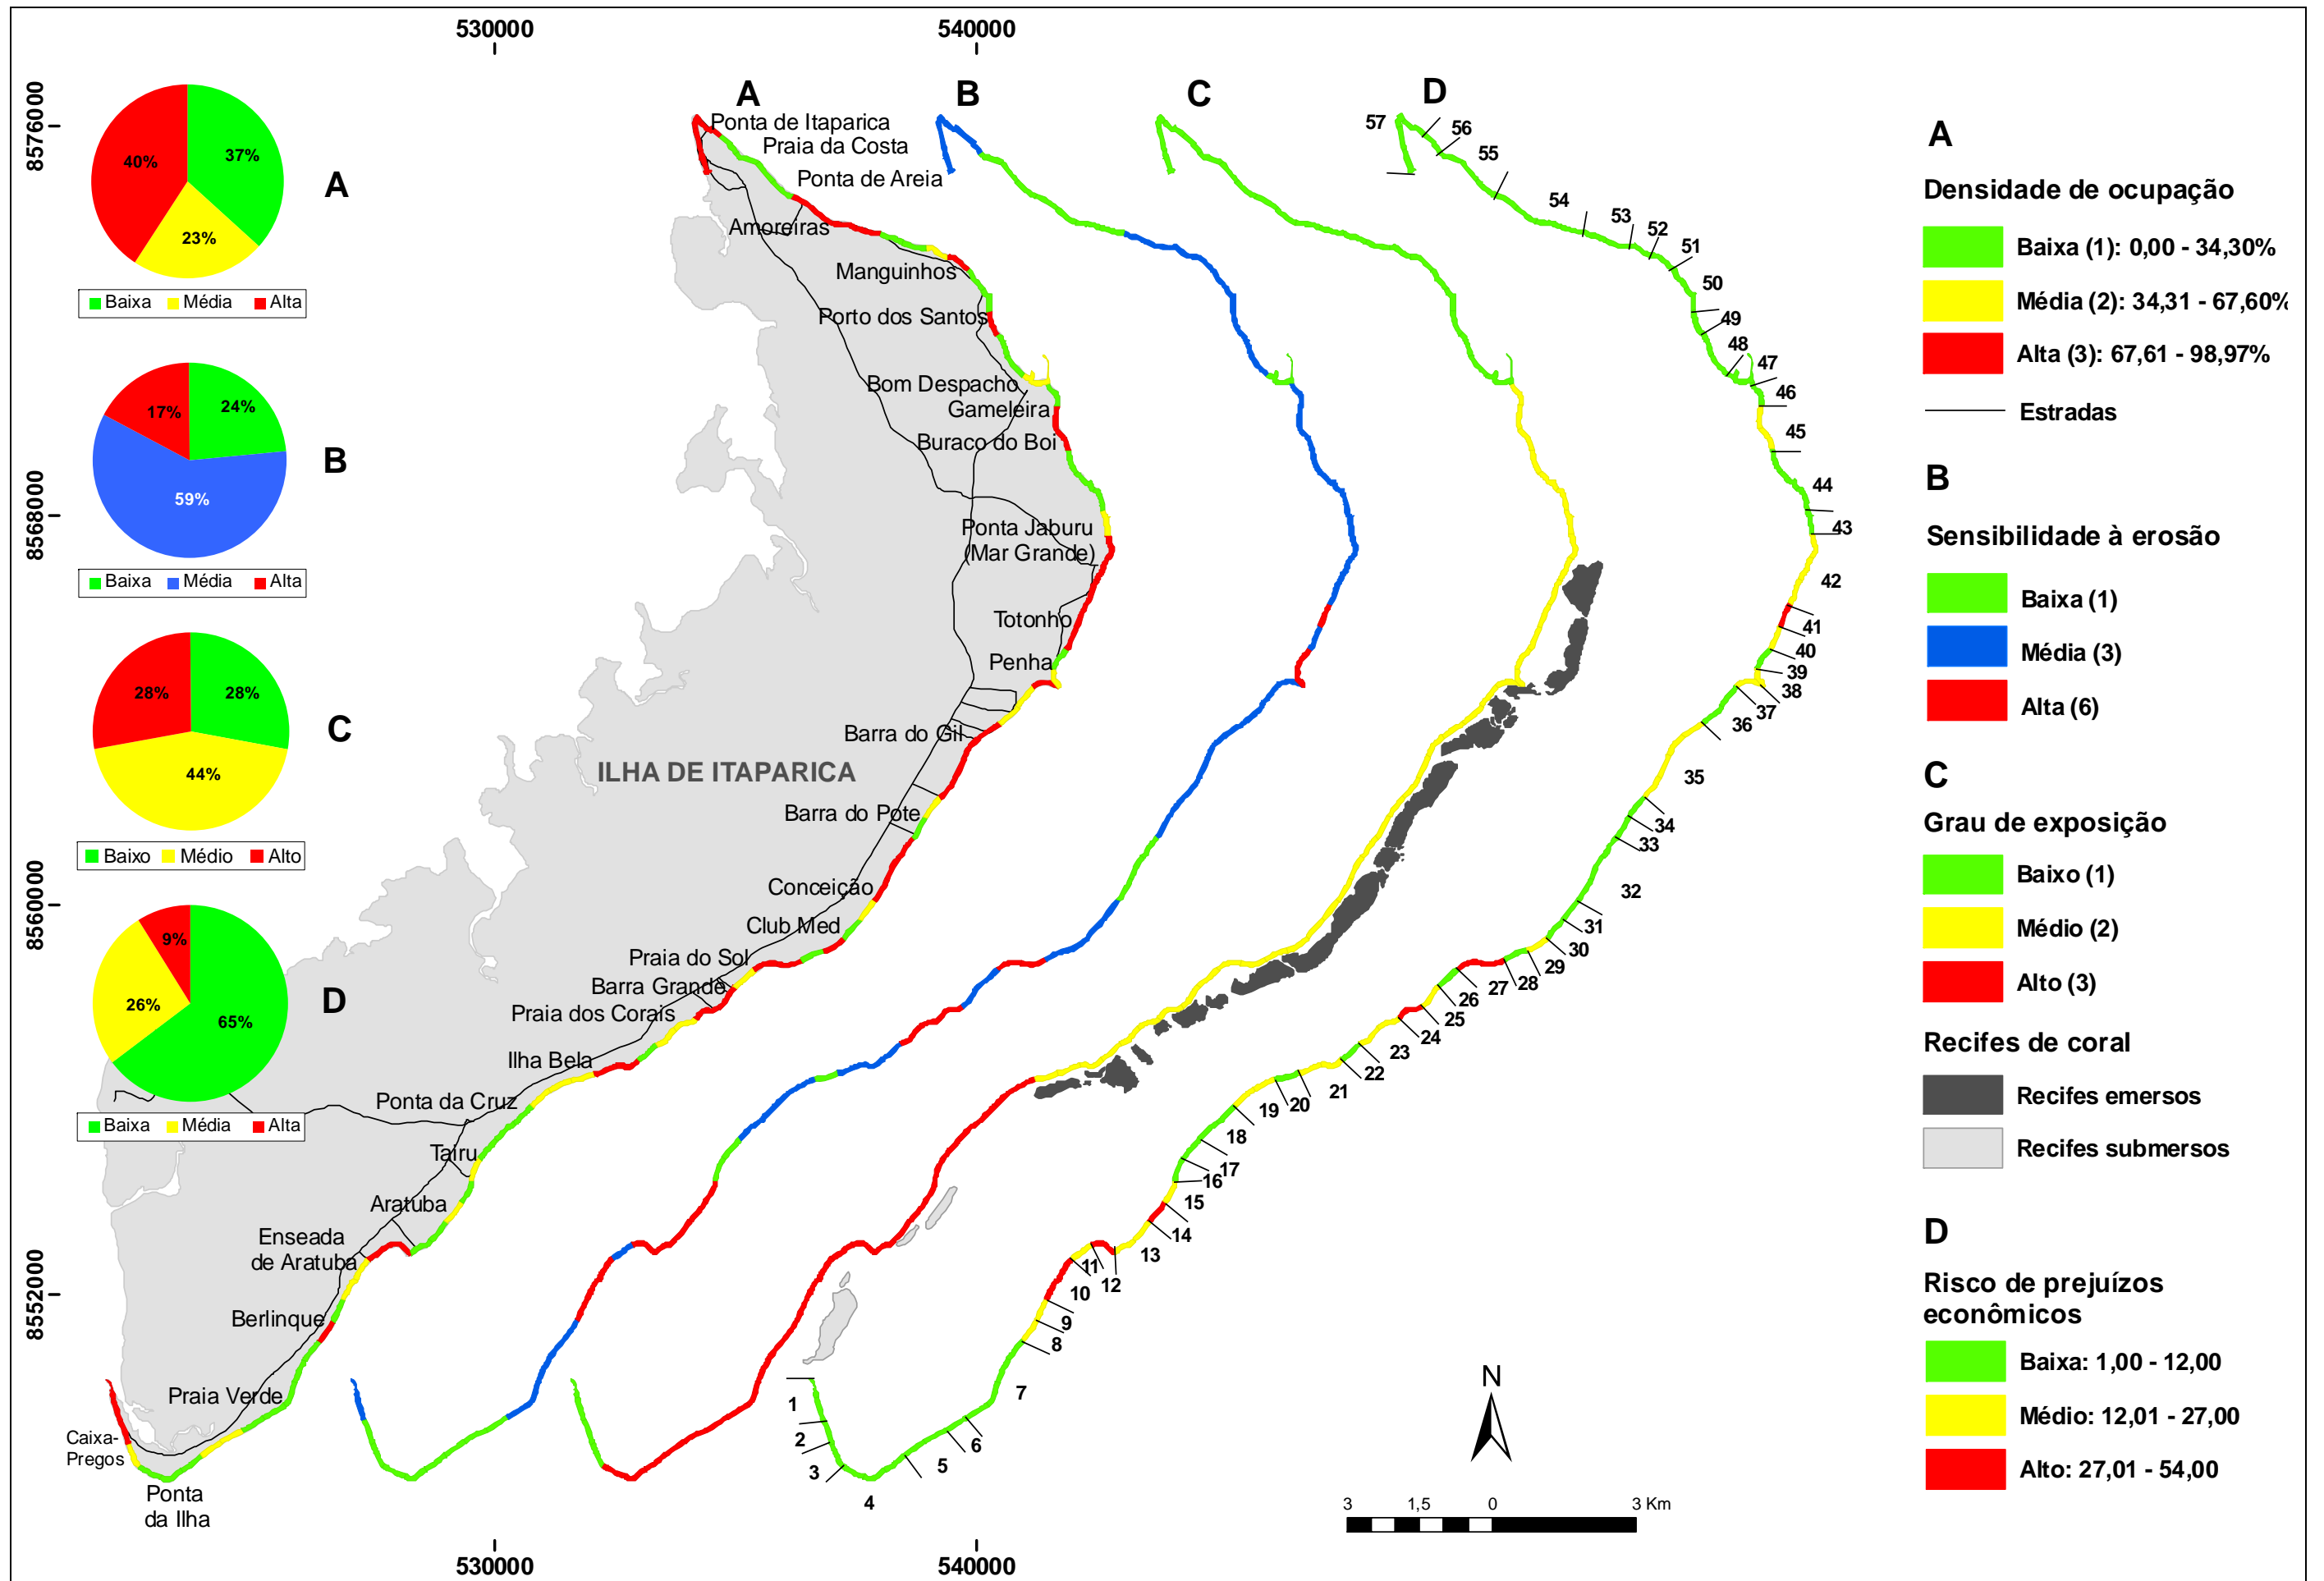 530000
540000
8576000
8568000
8560000
8552000
530000
540000
40%
37%
23%
A
Baixa Média Alta
17%
24%
59%
B
Baixa Média Alta
28%
28%
44%
C
Baixo Médio Alto
9%
26%
65%
D
Baixa Média Alta
A
B
C
D
Ponta de Itaparica
Praia da Costa
Ponta de Areia
Amoreiras
Manguinhos
Porto dos Santos
Bom Despacho
Gameleira
Buraco do Boi
Ponta Jaburu
(Mar Grande)
Totonho
Penha
Barra do Gil
ILHA DE ITAPARICA
Barra do Pote
Conceição
Club Med
Praia do Sol
Barra Grande
Praia dos Corais
Ilha Bela
Ponta da Cruz
Tairu
Aratuba
Enseada
de Aratuba
Berlinque
Praia Verde
Caixa-
Pregos
Ponta
da Ilha
57
56
55
54
53
52
51
50
49
48
47
46
45
44
43
42
41
40
39
38
37
36
35
34
33
32
31
30
29
28
27
26
25
24
23
22
21
20
19
18
17
16
15
14
13
12
11
10
9
8
7
6
5
4
3
2
1
N
3 1,5 0 3 Km
A
Densidade de ocupação
Baixa (1): 0,00 - 34,30%
Média (2): 34,31 - 67,60%
Alta (3): 67,61 - 98,97%
Estradas
B
Sensibilidade à erosão
Baixa (1)
Média (3)
Alta (6)
C
Grau de exposição
Baixo (1)
Médio (2)
Alto (3)
Recifes de coral
Recifes emersos
Recifes submersos
D
Risco de prejuízos
econômicos
Baixa: 1,00 - 12,00
Médio: 12,01 - 27,00
Alto: 27,01 - 54,00